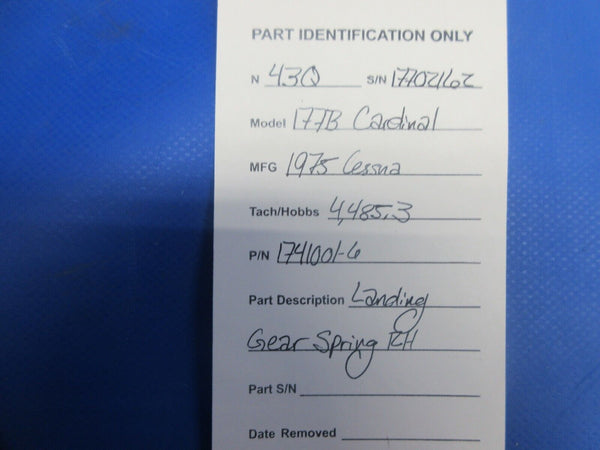 PART IDENTIFICATION ONLY
N 43Q S/N 17702162
Model 177B Cardinal
MFG 1975 Cessna
Tach/Hobbs 4,485.3
P/N 1741001-6
Part Description Landing
Gear Spring RH
Part S/N
Date Removed